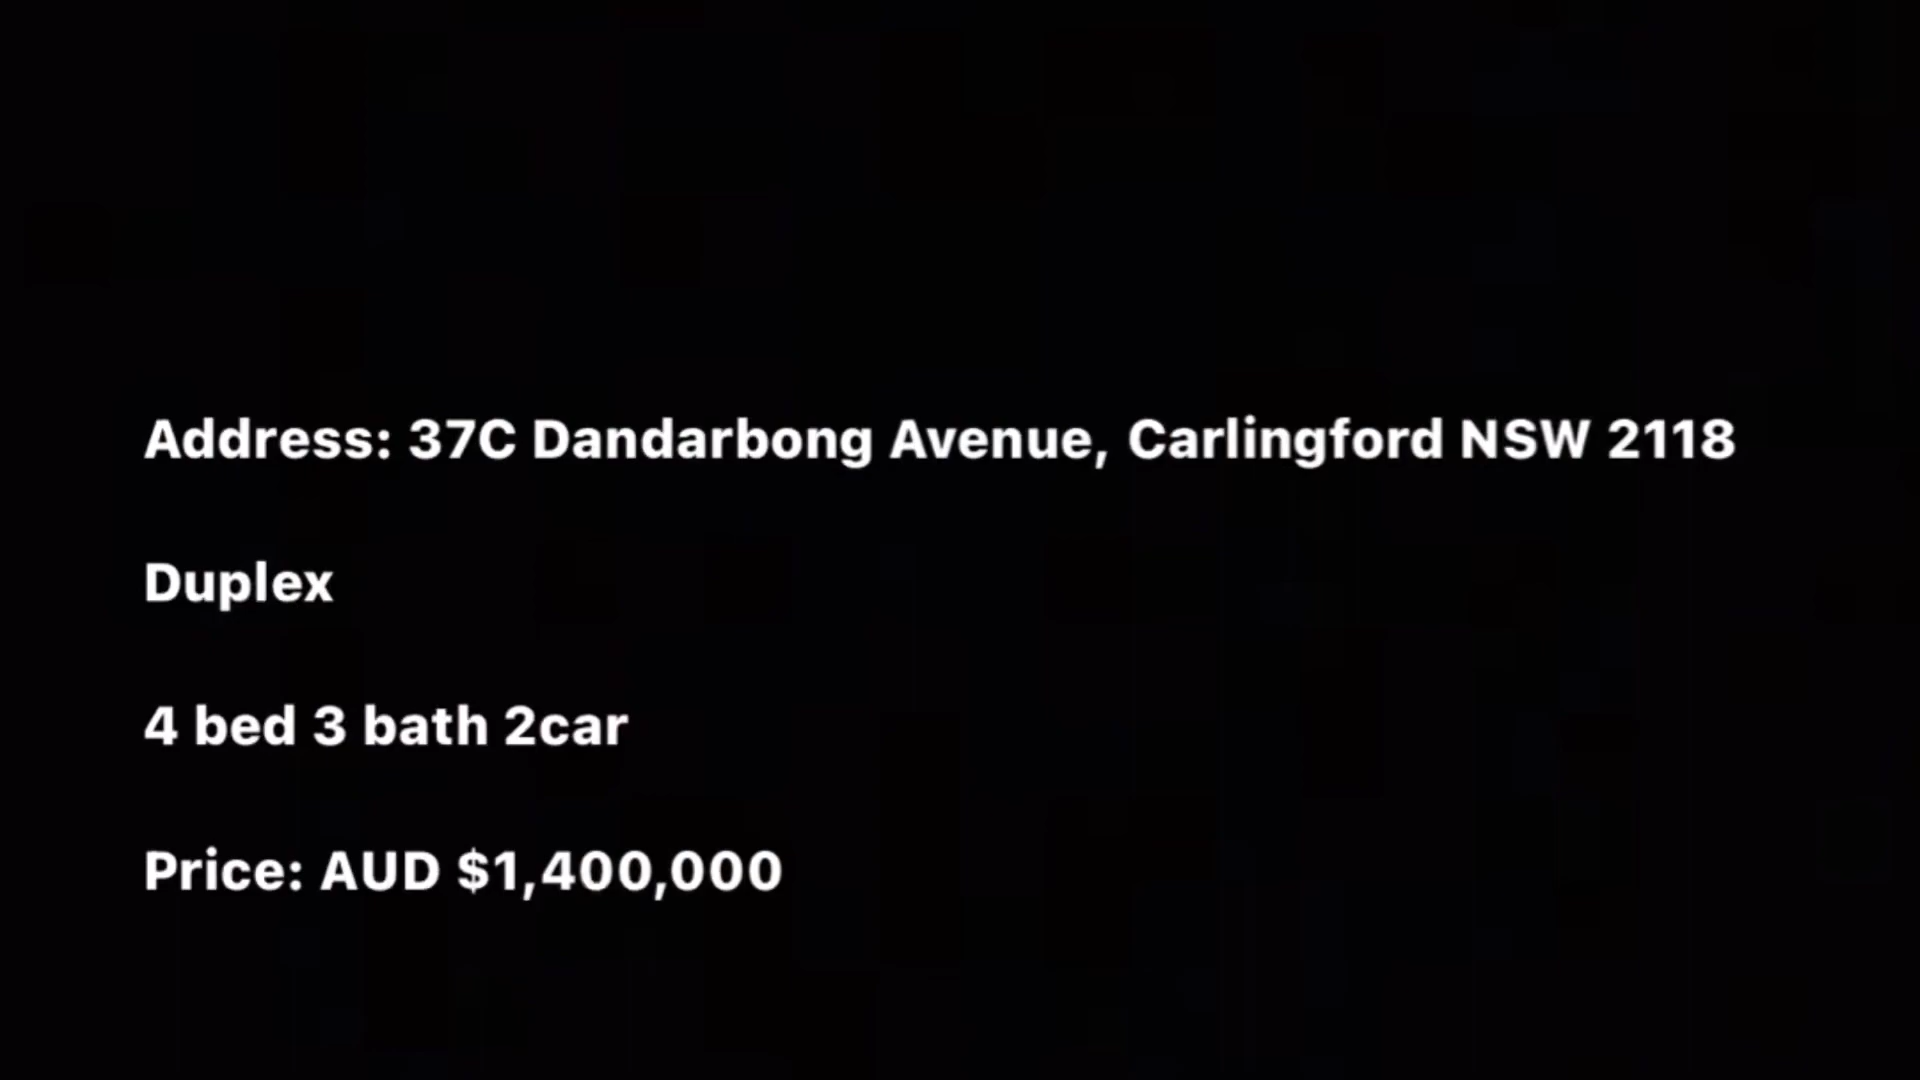 Address: 37C Dandarbong Avenue, Carlingford NSW 2118
Duplex
4 bed 3 bath 2car
Price: AUD $1,400,000